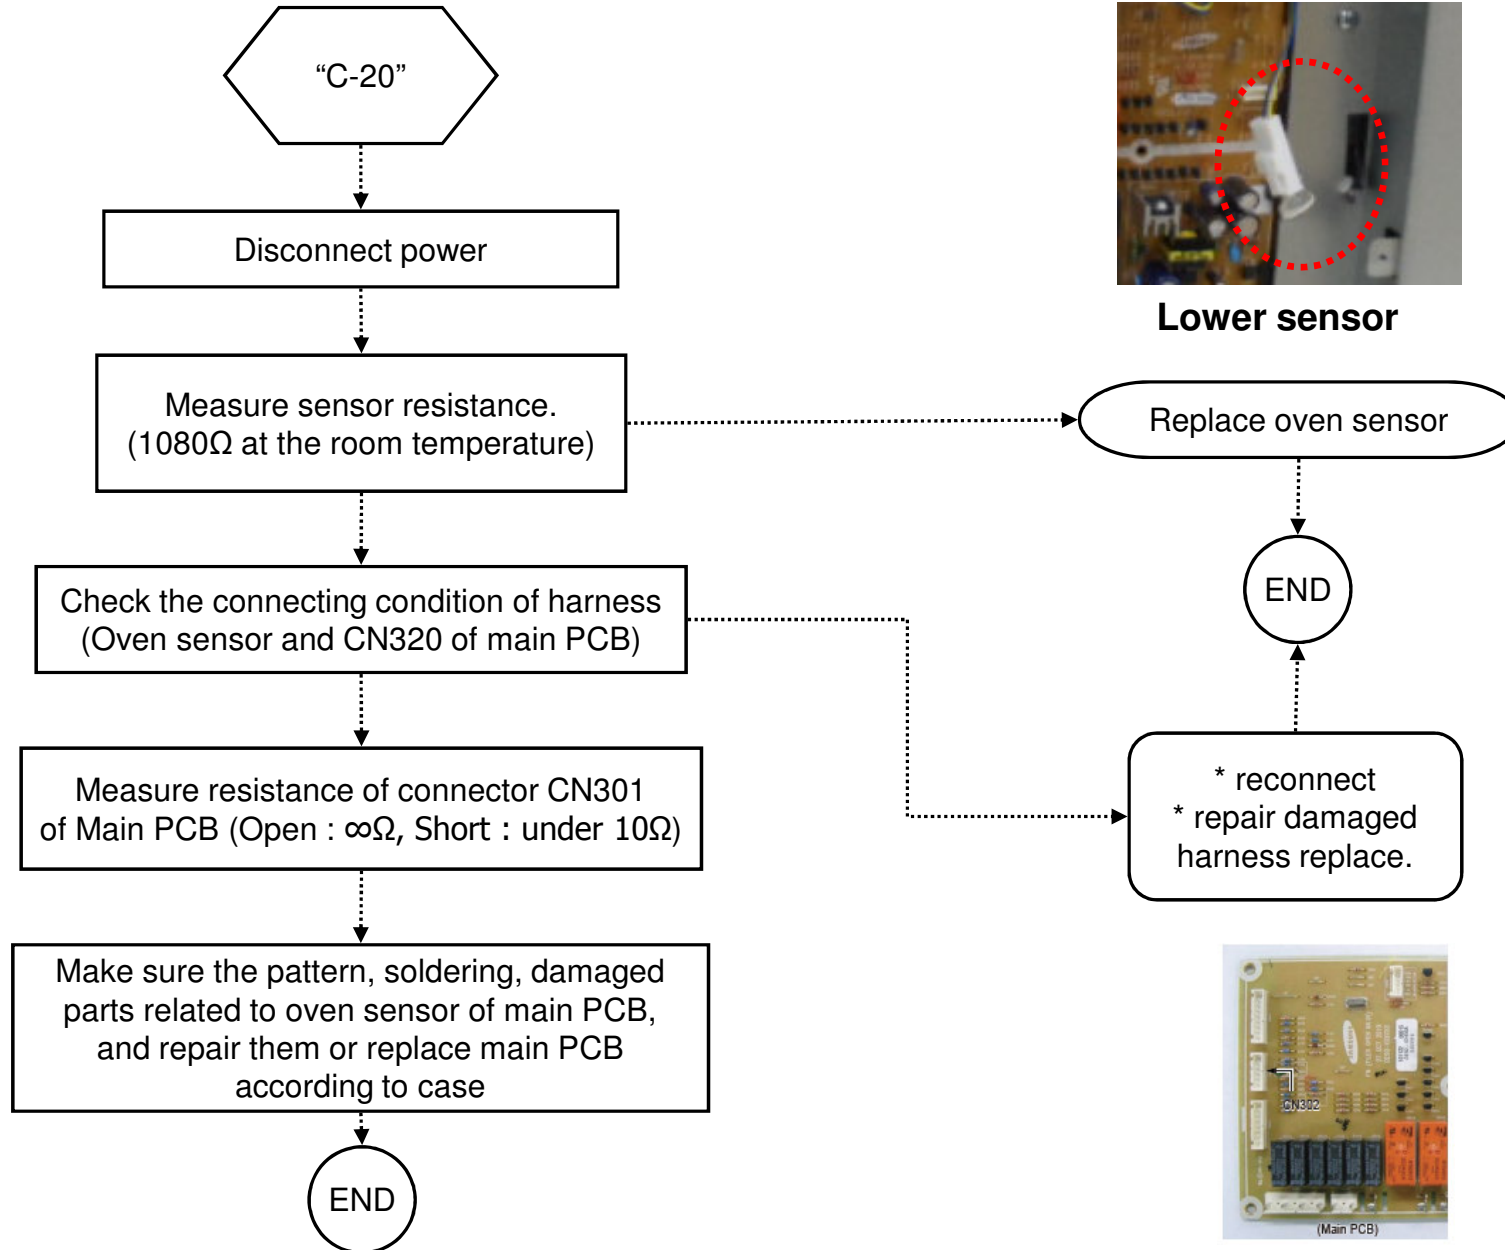 “C-20”
Disconnect power
Measure sensor resistance.
(1080Ω at the room temperature)
Check the connecting condition of harness
(Oven sensor and CN320 of main PCB)
Measure resistance of connector CN301
of Main PCB (Open : ∞Ω, Short : under 10Ω)
Make sure the pattern, soldering, damaged
parts related to oven sensor of main PCB,
and repair them or replace main PCB
according to case
END
Lower sensor
Replace oven sensor
END
* reconnect
* repair damaged
harness replace.
SAMSUNG
CN302
(Main PCB)